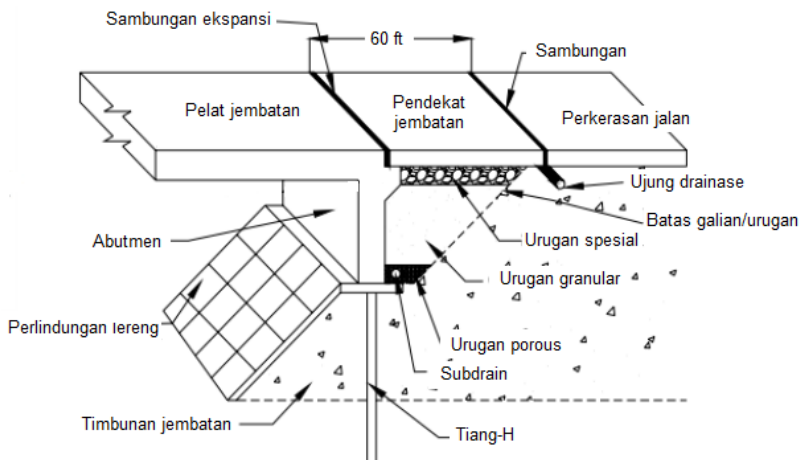 Sambungan ekspansi
60 ft
Sambungan
Pelat jembatan
Pendekat
jembatan
Perkerasan jalan
Ujung drainase
Batas galian/urugan
Urugan spesial
Abutmen
Urugan granular
Perlindungan lereng
Urugan porous
Subdrain
Timbunan jembatan
Tiang-H